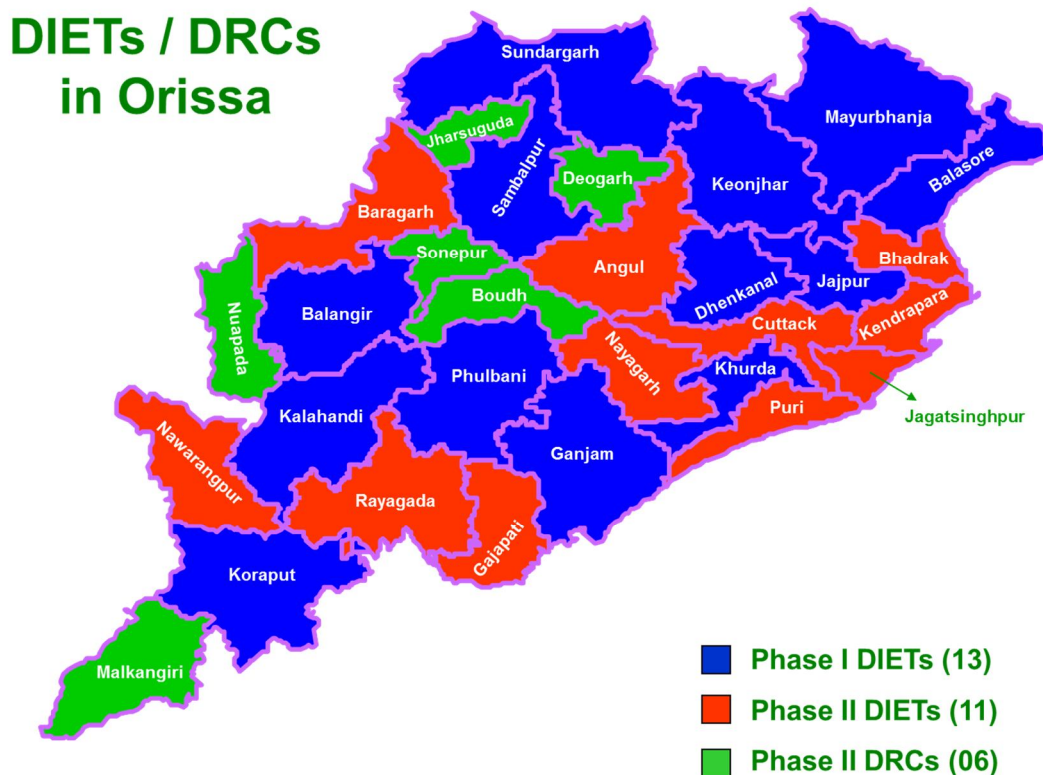 DIETs / DRCs
in Orissa
Sundargarh
Mayurbhanja
Jharsuguda
Balasore
Sambalpur
Deogarh
Keonjhar
Baragarh
Sonepur
Angul
Bhadrak
Jajpur
Dhenkanal
Boudh
Balangir
Kendrapara
Nuapada
Cuttack
Nayagarh
Khurda
Phulbani
Puri
Jagatsinghpur
Kalahandi
Ganjam
Nawarangpur
Rayagada
Gajapati
Koraput
Malkangiri
Phase I DIETs (13)
Phase II DIETs (11)
Phase II DRCs (06)